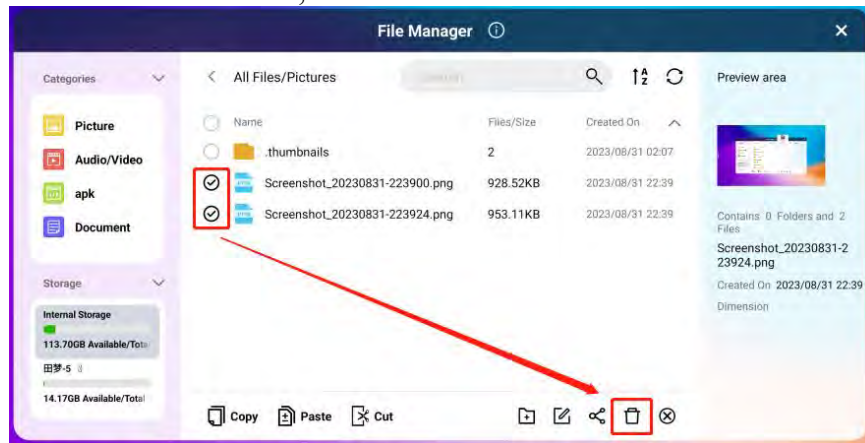 File Manager
Categories
All Files/Pictures
Preview area
Picture
Audio/Video
apk
Document
Name Files/Size Created On
.thumbnails 2 2023/08/31 02:07
Screenshot_20230831-223900.png 928.52KB 2023/08/31 22:39
Screenshot_20230831-223924.png 953.11KB 2023/08/31 22:39
Contains 0 Folders and 2
Files
Screenshot_20230831-2
23924.png
Created On 2023/08/31 22:39
Dimension
Storage
Internal Storage
113.70GB Available/Tota
田梦-5
14.17GB Available/Total
Copy Paste Cut